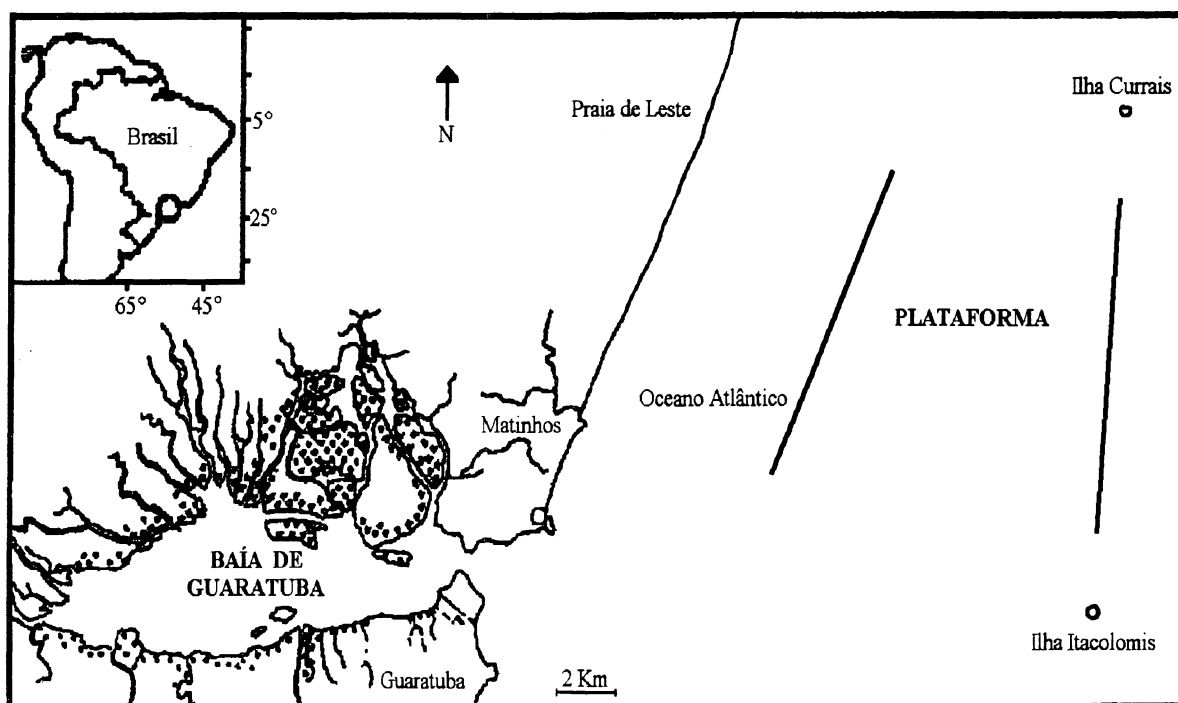 Brasil
5°
25°
65°
45°
N
Praia de Leste
Ilha Currais
PLATAFORMA
Oceano Atlântico
Matinhos
BAÍA DE
GUARATUBA
Guaratuba
2 Km
Ilha Itacolomis